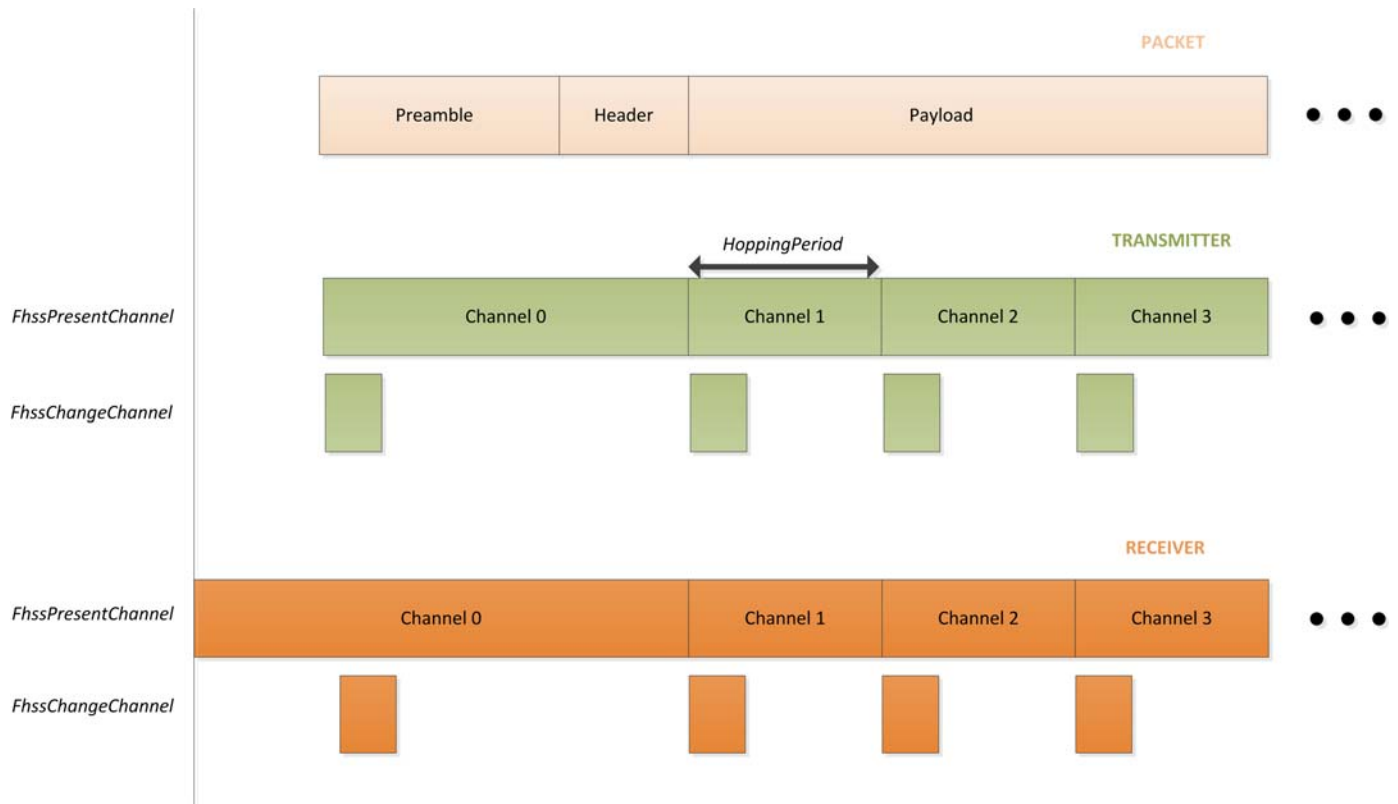 PACKET
Preamble
Header
Payload
HoppingPeriod
TRANSMITTER
FhssPresentChannel
Channel 0
Channel 1
Channel 2
Channel 3
FhssChangeChannel
RECEIVER
FhssPresentChannel
Channel 0
Channel 1
Channel 2
Channel 3
FhssChangeChannel